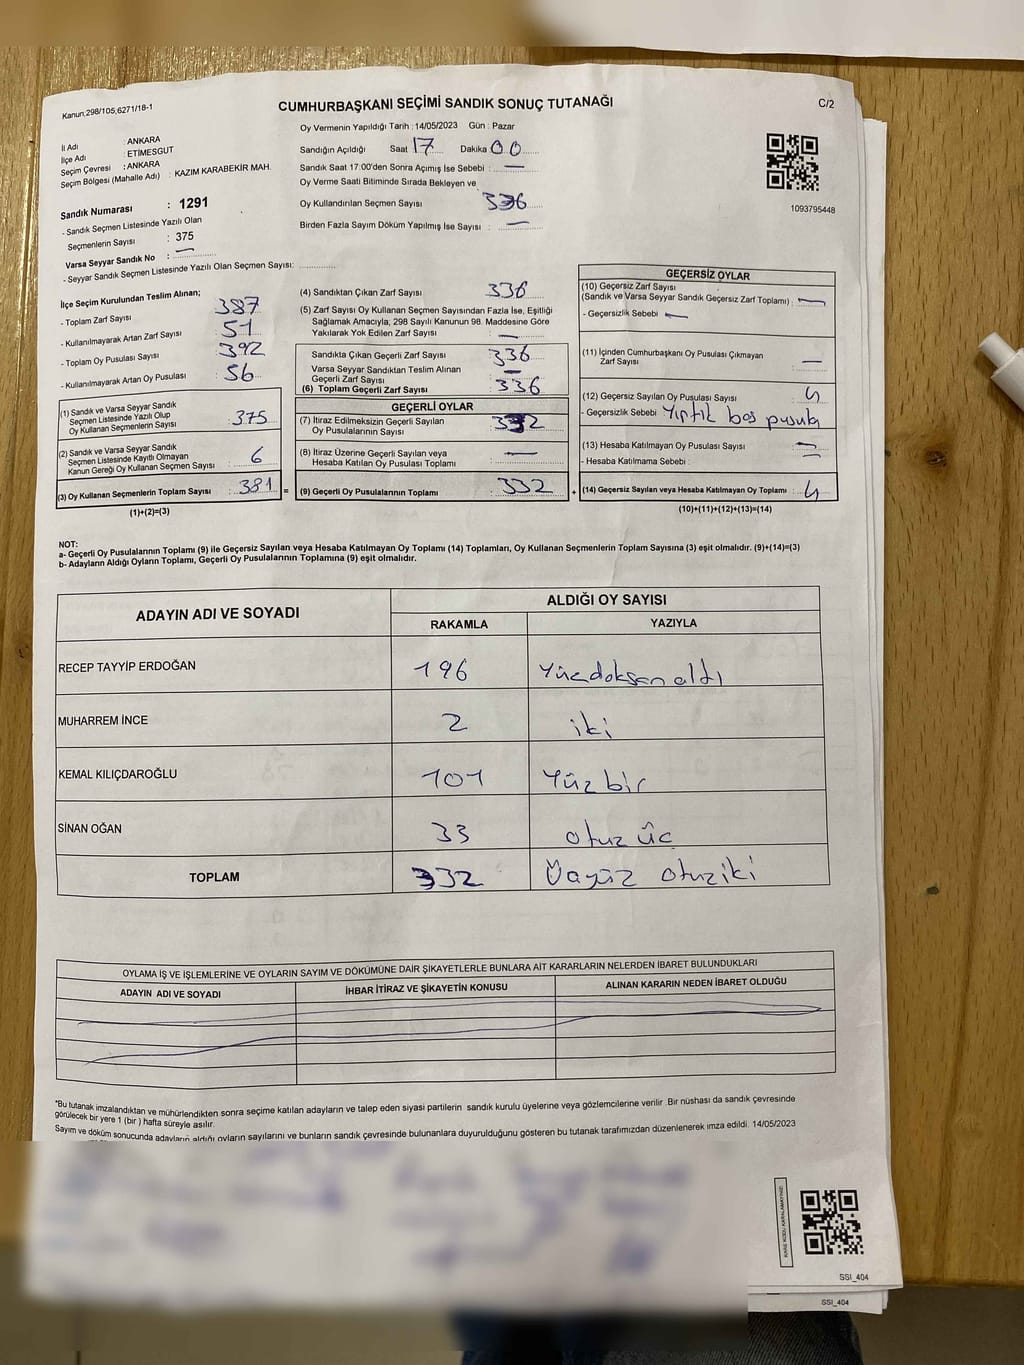 Kanun,298/105,6271/18-1
CUMHURBAŞKANI SEÇİMİ SANDIK SONUÇ TUTANAĞI
C/2
İl Adı : ANKARA
İlçe Adı : ETİMESGUT
Seçim Çevresi : ANKARA
Seçim Bölgesi (Mahalle Adı) : KAZIM KARABEKİR MAH.
Sandık Numarası : 1291
- Sandık Seçmen Listesinde Yazılı Olan
Seçmenlerin Sayısı : 375
Varsa Seyyar Sandık No : —
- Seyyar Sandık Seçmen Listesinde Yazılı Olan Seçmen Sayısı: ............
Oy Vermenin Yapıldığı Tarih : 14/05/2023 Gün : Pazar
Sandığın Açıldığı Saat 17 Dakika 00
Sandık Saat 17:00'den Sonra Açımış İse Sebebi : —
Oy Verme Saati Bitiminde Sırada Bekleyen ve
Oy Kullandırılan Seçmen Sayısı 336
Birden Fazla Sayım Döküm Yapılmış İse Sayısı : —
1093795448
İlçe Seçim Kurulundan Teslim Alınan;
- Toplam Zarf Sayısı 387
- Kullanılmayarak Artan Zarf Sayısı 51
- Toplam Oy Pusulası Sayısı 392
- Kullanılmayarak Artan Oy Pusulası 56
(1) Sandık ve Varsa Seyyar Sandık
Seçmen Listesinde Yazılı Olup
Oy Kullanan Seçmenlerin Sayısı 375
(2) Sandık ve Varsa Seyyar Sandık
Seçmen Listesinde Kayıtlı Olmayan
Kanun Gereği Oy Kullanan Seçmen Sayısı 6
(3) Oy Kullanan Seçmenlerin Toplam Sayısı : 381 =
(1)+(2)=(3)
(4) Sandıktan Çıkan Zarf Sayısı 336
(5) Zarf Sayısı Oy Kullanan Seçmen Sayısından Fazla İse, Eşitliği
Sağlamak Amacıyla; 298 Sayılı Kanunun 98. Maddesine Göre
Yakılarak Yok Edilen Zarf Sayısı —
Sandıkta Çıkan Geçerli Zarf Sayısı 336
Varsa Seyyar Sandıktan Teslim Alınan
Geçerli Zarf Sayısı —
(6) Toplam Geçerli Zarf Sayısı 336
GEÇERLİ OYLAR
(7) İtiraz Edilmeksizin Geçerli Sayılan
Oy Pusulalarının Sayısı 332
(8) İtiraz Üzerine Geçerli Sayılan veya
Hesaba Katılan Oy Pusulası Toplamı —
(9) Geçerli Oy Pusulalarının Toplamı 332 +
GEÇERSİZ OYLAR
(10) Geçersiz Zarf Sayısı
(Sandık ve Varsa Seyyar Sandık Geçersiz Zarf Toplamı) : —
- Geçersizlik Sebebi : —
(11) İçinden Cumhurbaşkanı Oy Pusulası Çıkmayan
Zarf Sayısı : —
(12) Geçersiz Sayılan Oy Pusulası Sayısı : 4
- Geçersizlik Sebebi Yırtık boş pusula
(13) Hesaba Katılmayan Oy Pusulası Sayısı : —
- Hesaba Katılmama Sebebi : —
(14) Geçersiz Sayılan veya Hesaba Katılmayan Oy Toplamı : 4
(10)+(11)+(12)+(13)=(14)
NOT:
a- Geçerli Oy Pusulalarının Toplamı (9) ile Geçersiz Sayılan veya Hesaba Katılmayan Oy Toplamı (14) Toplamları, Oy Kullanan Seçmenlerin Toplam Sayısına (3) eşit olmalıdır. (9)+(14)=(3)
b- Adayların Aldığı Oyların Toplamı, Geçerli Oy Pusulalarının Toplamına (9) eşit olmalıdır.
ADAYIN ADI VE SOYADI ALDIĞI OY SAYISI
RAKAMLA YAZIYLA
RECEP TAYYİP ERDOĞAN 196 Yüzdoksan altı
MUHARREM İNCE 2 iki
KEMAL KILIÇDAROĞLU 101 Yüz bir
SİNAN OĞAN 33 otuz üç
TOPLAM 332 Üçyüz otuziki
OYLAMA İŞ VE İŞLEMLERİNE VE OYLARIN SAYIM VE DÖKÜMÜNE DAİR ŞİKAYETLERLE BUNLARA AİT KARARLARIN NELERDEN İBARET BULUNDUKLARI
ADAYIN ADI VE SOYADI İHBAR İTİRAZ VE ŞİKAYETİN KONUSU ALINAN KARARIN NEDEN İBARET OLDUĞU
*Bu tutanak imzalandıktan ve mühürlendikten sonra seçime katılan adayların ve talep eden siyasi partilerin sandık kurulu üyelerine veya gözlemcilerine verilir .Bir nüshası da sandık çevresinde
görülecek bir yere 1 (bir ) hafta süreyle asılır.
Sayım ve döküm sonucunda adayların aldığı oyların sayılarını ve bunların sandık çevresinde bulunanlara duyurulduğunu gösteren bu tutanak tarafımızdan düzenlenerek imza edildi. 14/05/2023
KARE KODU KARALAMAYINIZ!
SSI_404
SSI_404